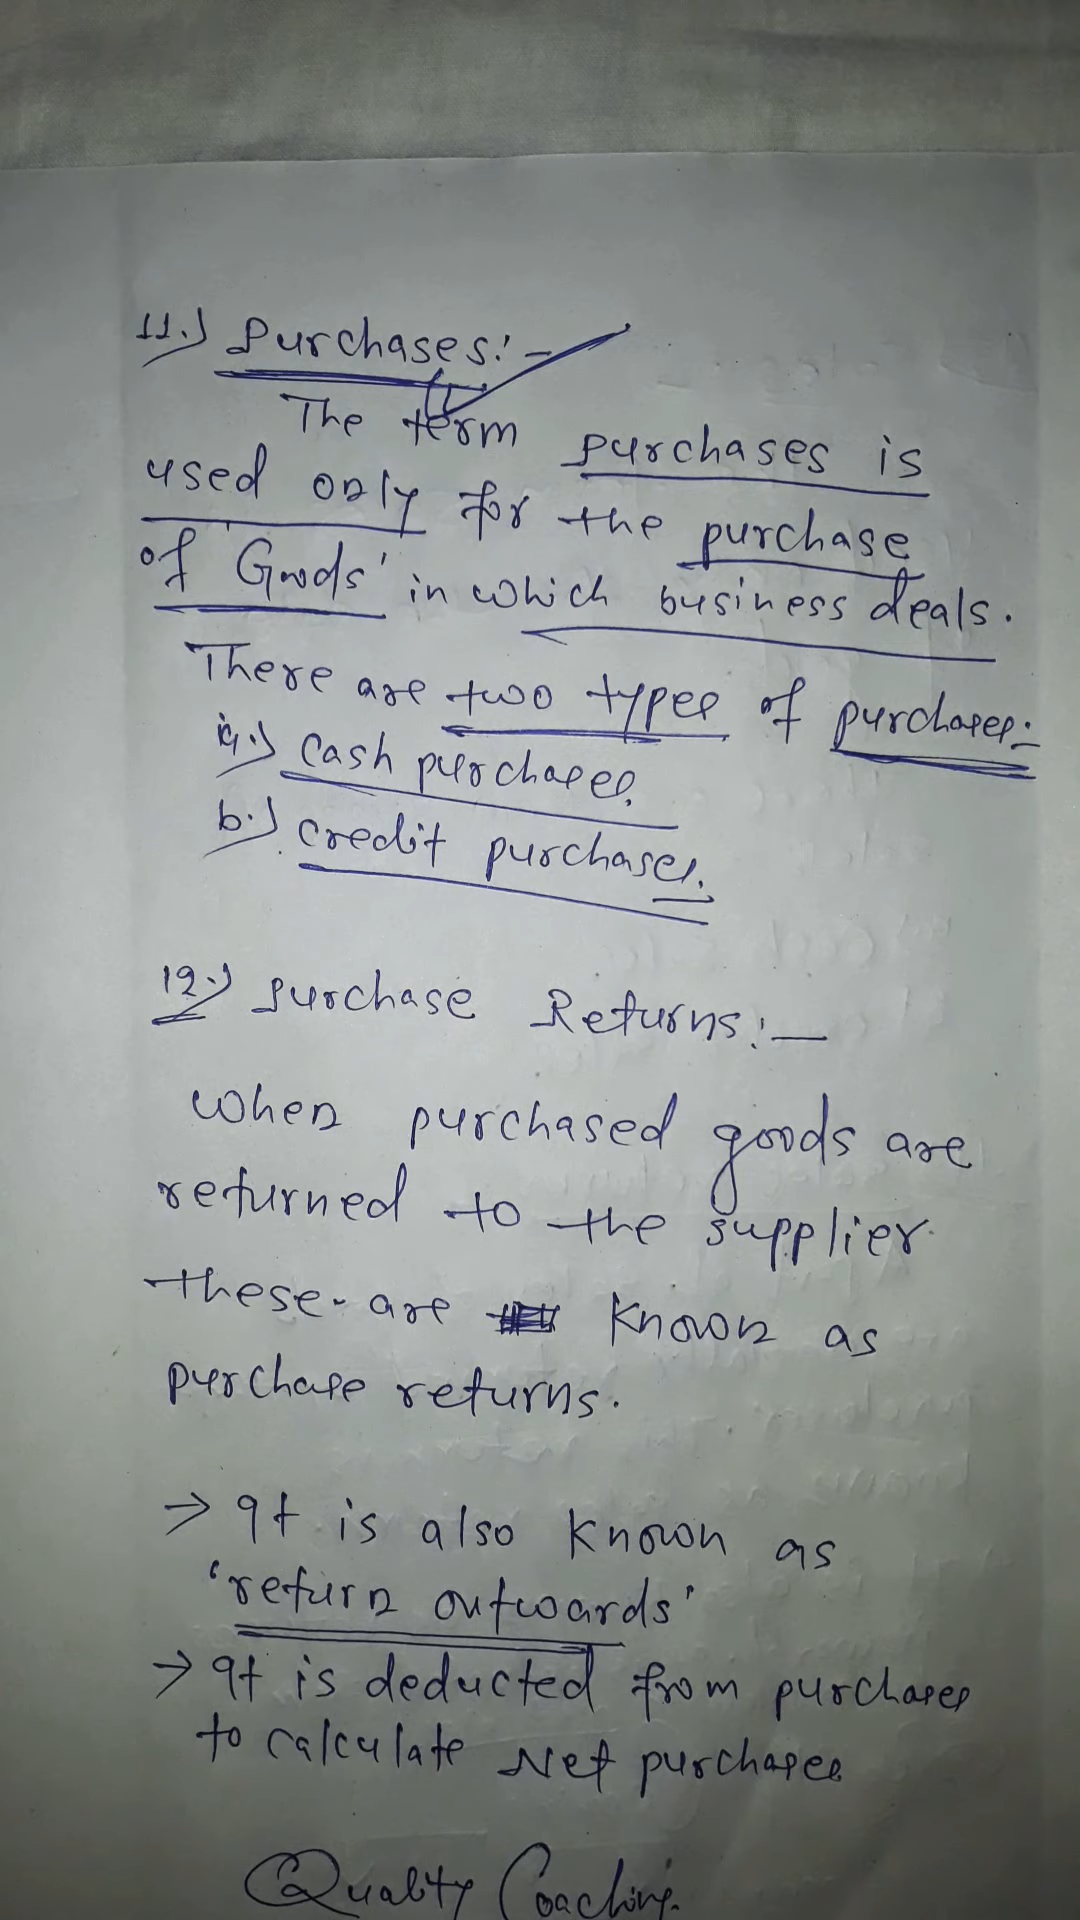 11.) Purchases:-
The term purchases is
used only for the purchase
of 'Goods' in which business deals.
There are two types of purchases:-
a.) Cash purchases.
b.) Credit purchases.
12.) Purchase Returns:-
When purchased goods are
returned to the supplier
these are known as
purchase returns.
→ It is also known as
'return outwards'
→ It is deducted from purchases
to calculate Net purchases
Quality Coaching.